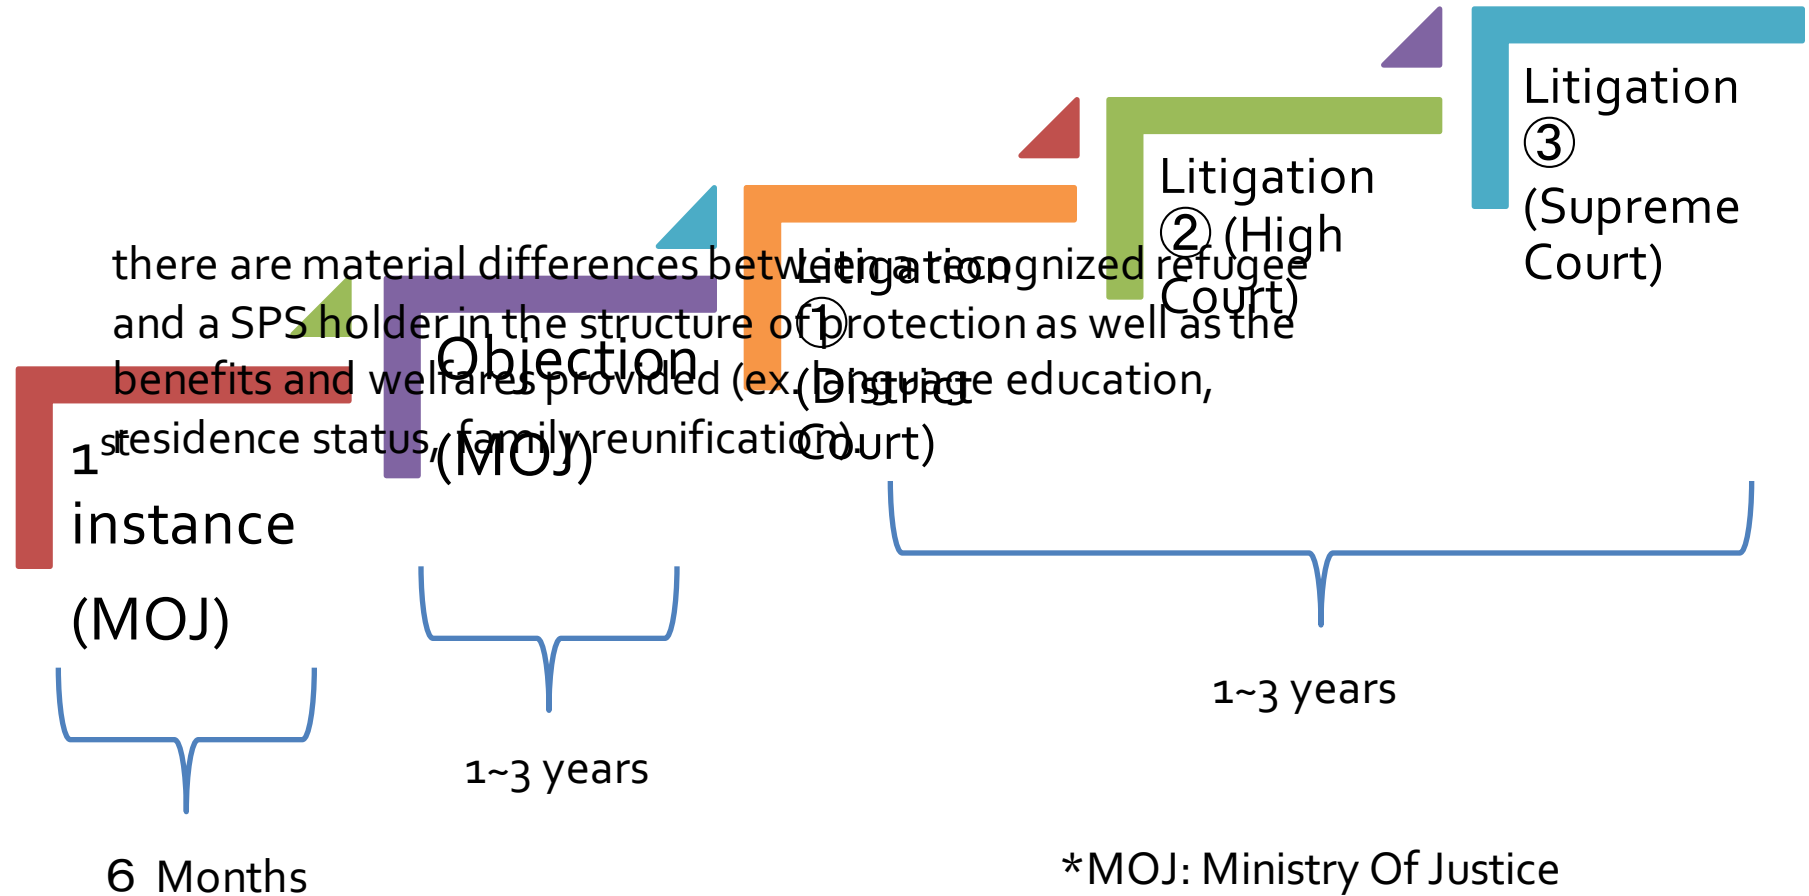 there are material differences between a recognized refugee
and a SPS holder in the structure of protection as well as the
benefits and welfares provided (ex. language education,
residence status, family reunification).
1st
instance
(MOJ)
Objection
(MOJ)
Litigation
①
(District
Court)
Litigation
② (High
Court)
Litigation
③
(Supreme
Court)
6 Months
1~3 years
1~3 years
*MOJ: Ministry Of Justice